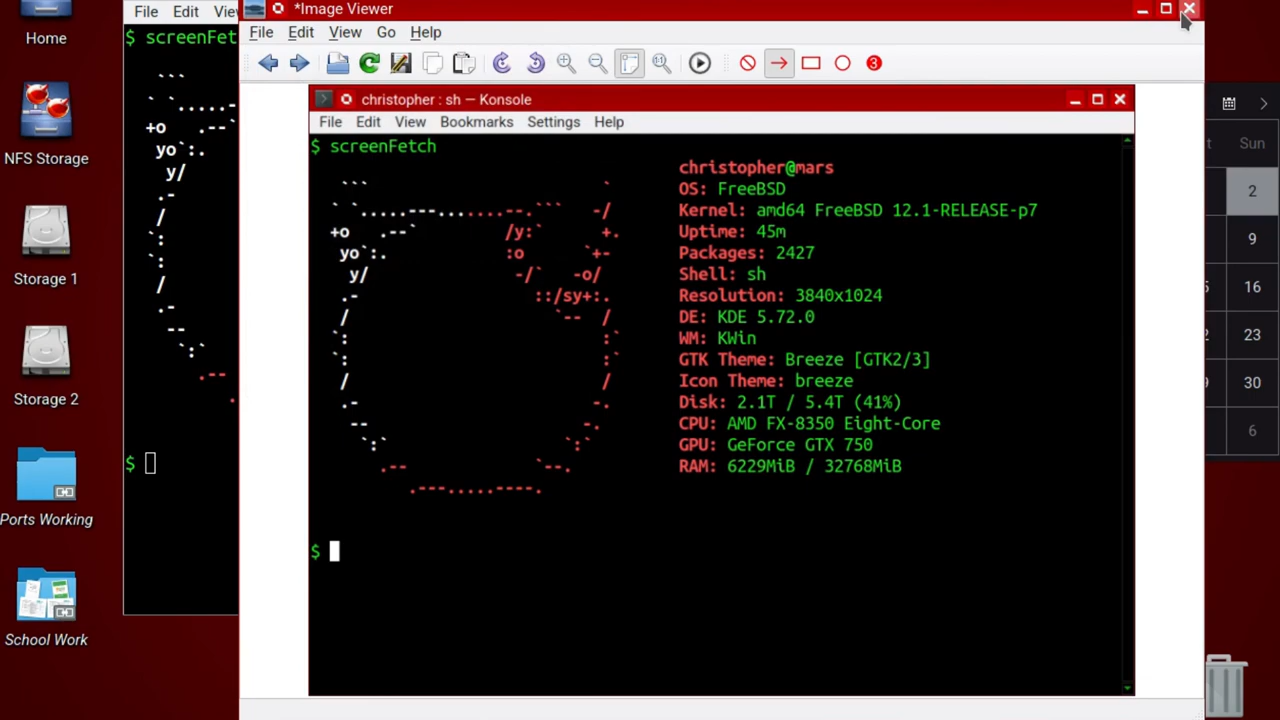 Home
NFS Storage
Storage 1
Storage 2
Ports Working
School Work
File Edit
$ screenFet
$
*Image Viewer
File Edit View Go Help
3
christopher : sh — Konsole
File Edit View Bookmarks Settings Help
$ screenFetch
christopher@mars
OS: FreeBSD
Kernel: amd64 FreeBSD 12.1-RELEASE-p7
Uptime: 45m
Packages: 2427
Shell: sh
Resolution: 3840x1024
DE: KDE 5.72.0
WM: KWin
GTK Theme: Breeze [GTK2/3]
Icon Theme: breeze
Disk: 2.1T / 5.4T (41%)
CPU: AMD FX-8350 Eight-Core
GPU: GeForce GTX 750
RAM: 6229MiB / 32768MiB
$
Sun
2
9
16
23
30
6